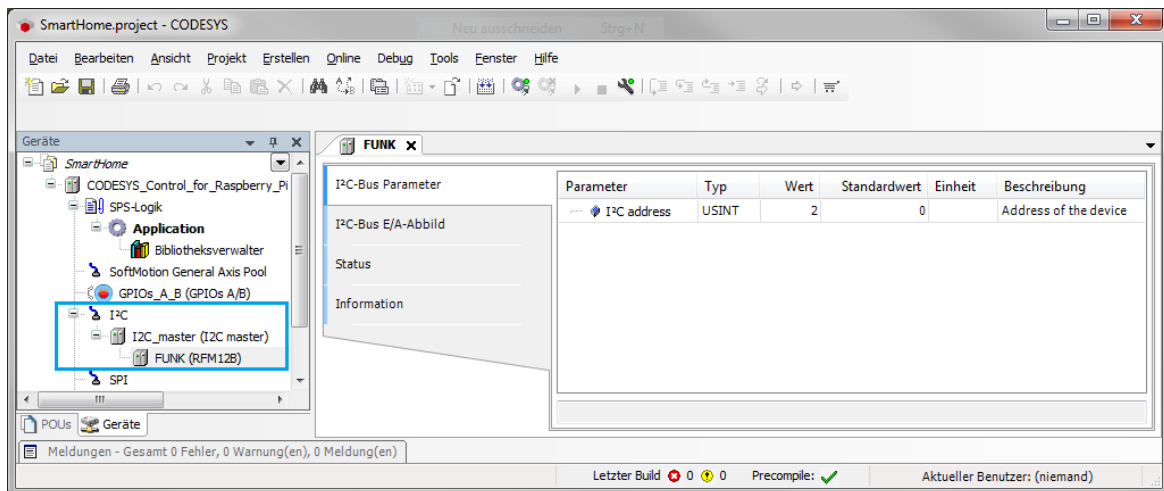 SmartHome.project - CODESYS
Neu ausschneiden Strg+N
Datei Bearbeiten Ansicht Projekt Erstellen Online Debug Tools Fenster Hilfe
Geräte
SmartHome
CODESYS_Control_for_Raspberry_Pi
SPS-Logik
Application
Bibliotheksverwalter
SoftMotion General Axis Pool
GPIOs_A_B (GPIOs A/B)
I²C
I2C_master (I2C master)
FUNK (RFM12B)
SPI
POUs Geräte
FUNK
I²C-Bus Parameter
I²C-Bus E/A-Abbild
Status
Information
Parameter Typ Wert Standardwert Einheit Beschreibung
I²C address USINT 2 0 Address of the device
Meldungen - Gesamt 0 Fehler, 0 Warnung(en), 0 Meldung(en)
Letzter Build 0 0 Precompile: Aktueller Benutzer: (niemand)